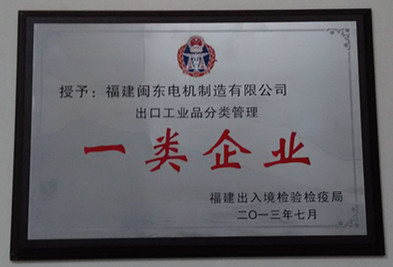 授予：福建闽东电机制造有限公司
出口工业品分类管理
一类企业
福建出入境检验检疫局
二〇一三年七月